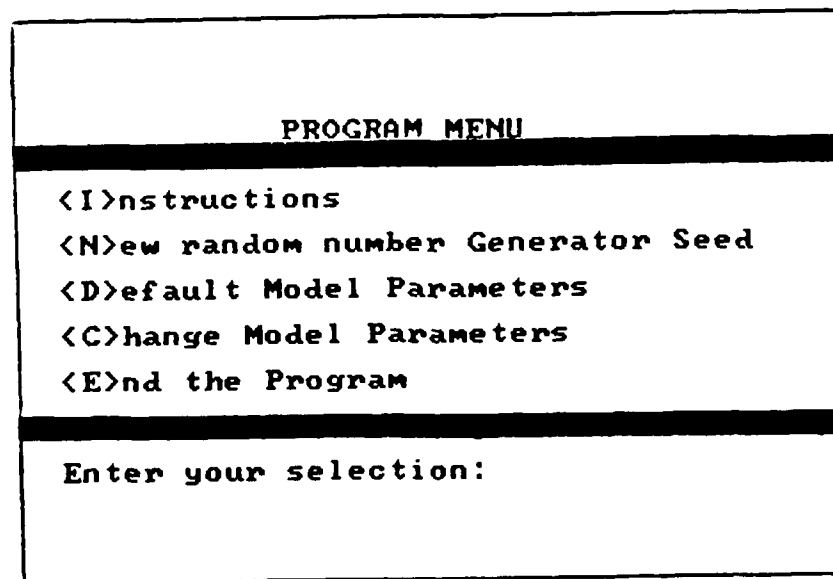 PROGRAM MENU
<I>nstructions
<N>ew random number Generator Seed
<D>efault Model Parameters
<C>hange Model Parameters
<E>nd the Program
Enter your selection: